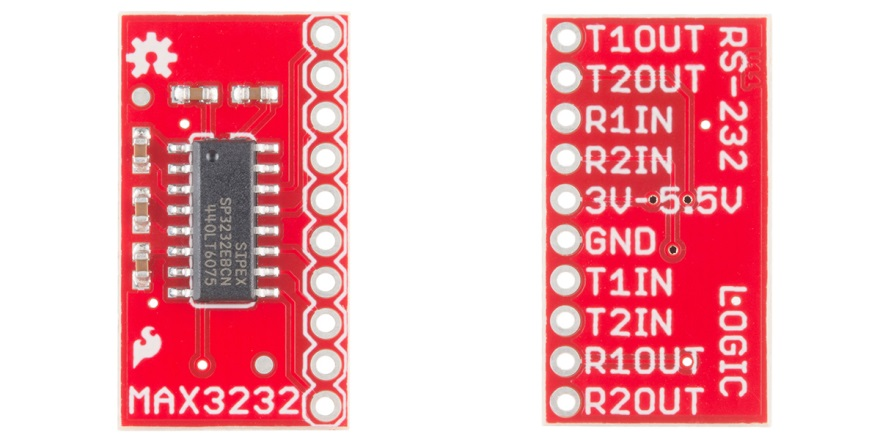 SIPEX
SP3232EBCN
440LT6075
MAX3232
T1OUT
T2OUT
R1IN
R2IN
3V-5.5V
GND
T1IN
T2IN
R1OUT
R2OUT
RS-232
LOGIC